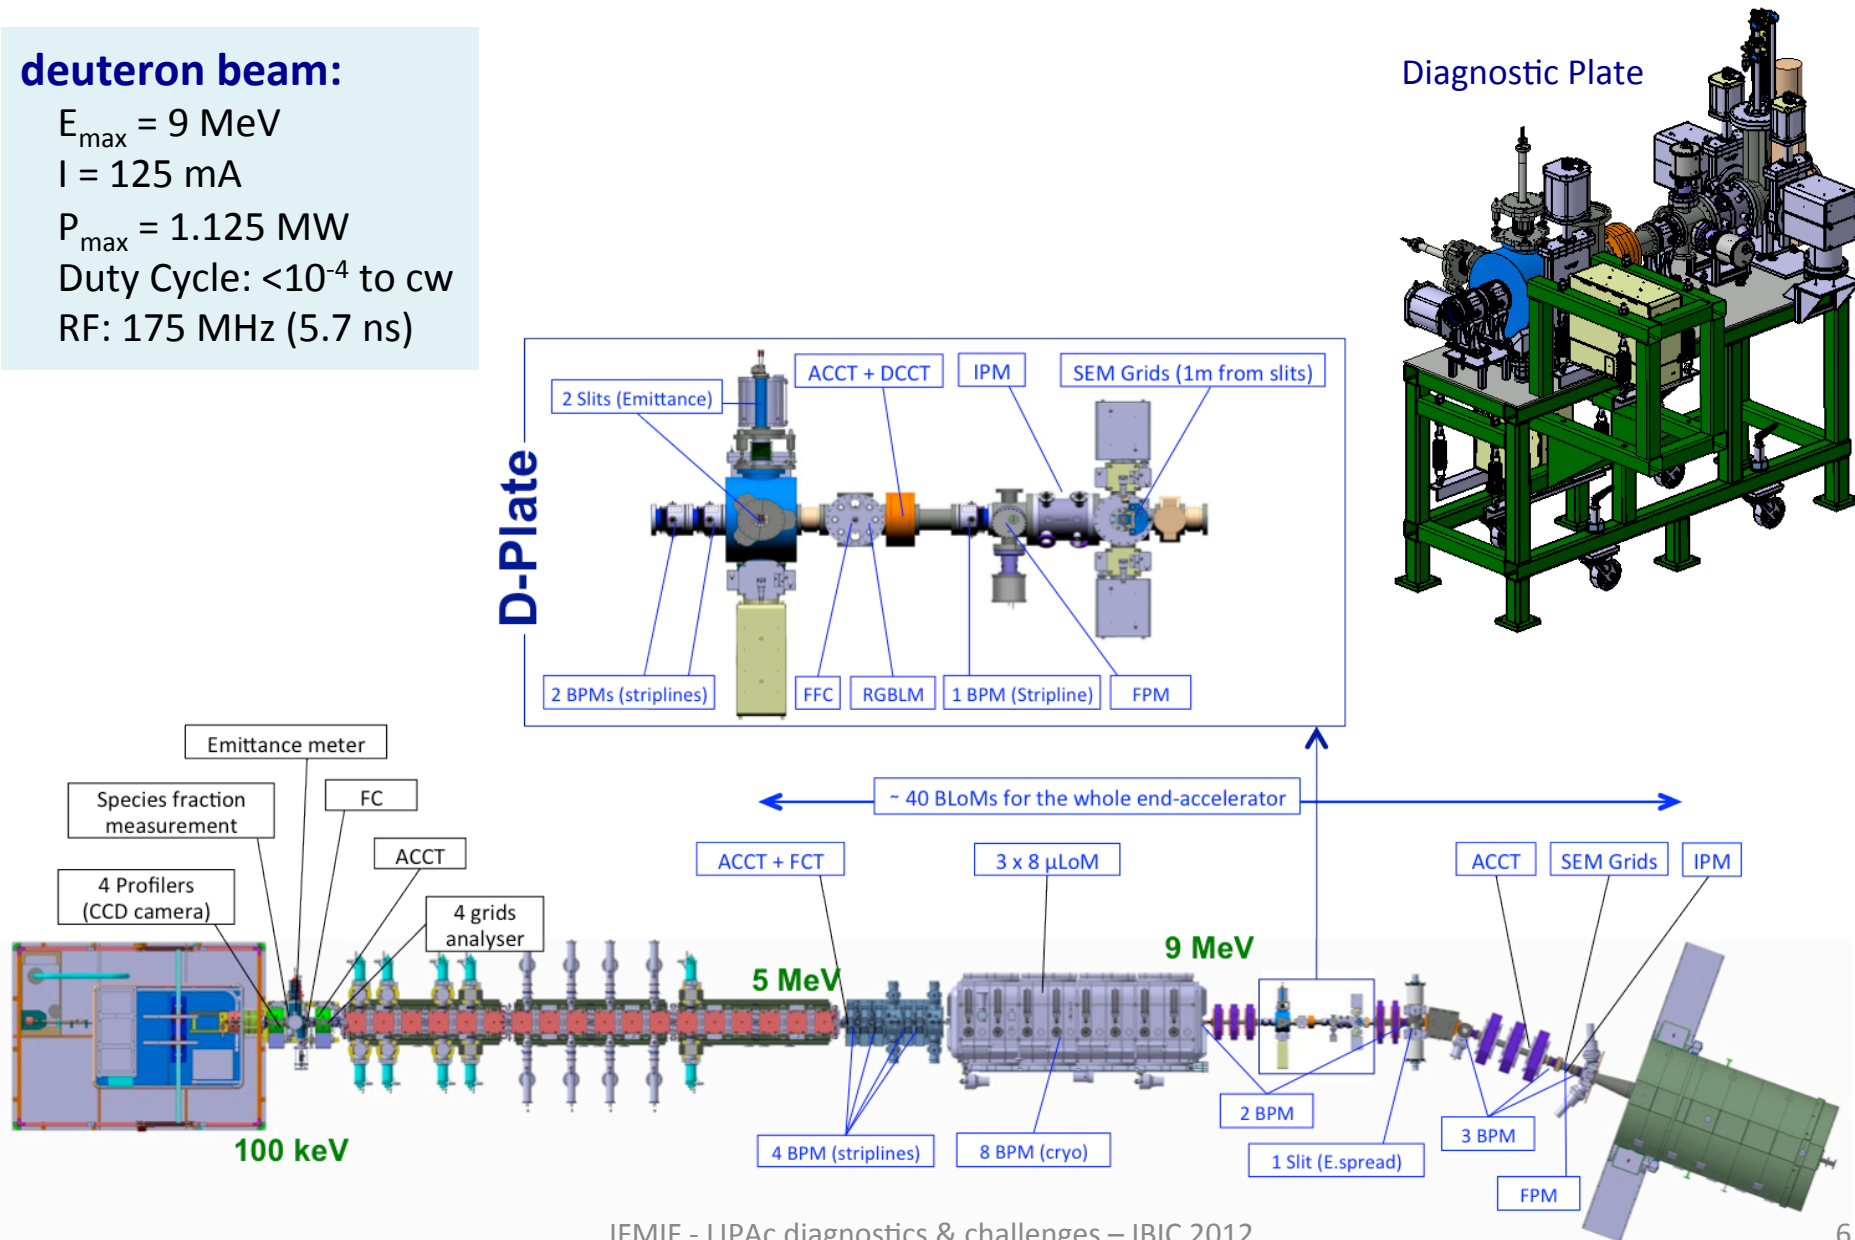 deuteron beam:
Emax = 9 MeV
I = 125 mA
Pmax = 1.125 MW
Duty Cycle: <10-4 to cw
RF: 175 MHz (5.7 ns)
Diagnostic Plate
D-Plate
2 Slits (Emittance)
ACCT + DCCT
IPM
SEM Grids (1m from slits)
2 BPMs (striplines)
FFC
RGBLM
1 BPM (Stripline)
FPM
Emittance meter
Species fraction
measurement
FC
ACCT
4 Profilers
(CCD camera)
4 grids
analyser
~ 40 BLoMs for the whole end-accelerator
ACCT + FCT
3 x 8 µLoM
ACCT
SEM Grids
IPM
100 keV
5 MeV
9 MeV
4 BPM (striplines)
8 BPM (cryo)
2 BPM
1 Slit (E.spread)
3 BPM
FPM
IFMIF - LIPAc diagnostics & challenges – IBIC 2012
6